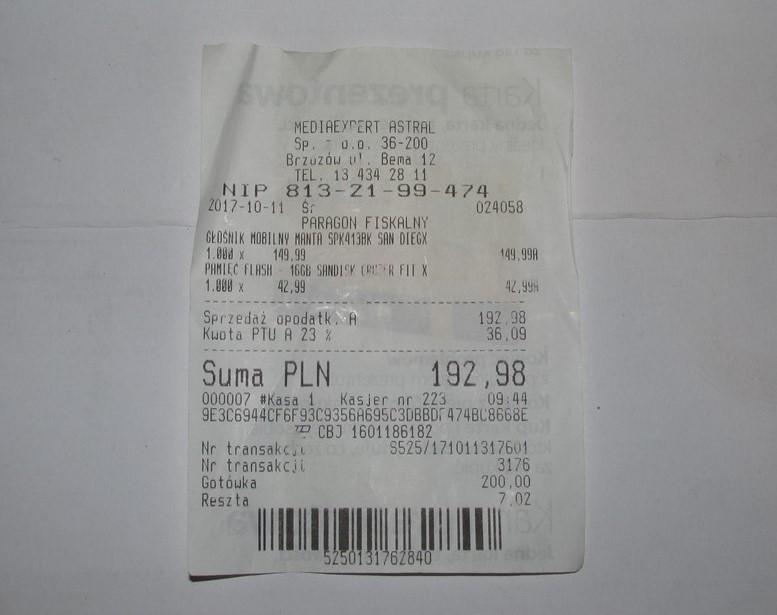 MEDIAEXPERT ASTRAL
Sp. o.o. 36-200
Brzozów ul. Bema 12
TEL. 13 434 28 11
NIP 813-21-99-474
2017-10-11 Śr 024058
PARAGON FISKALNY
GŁOŚNIK MOBILNY MANTA SPK413BK SAN DIEGX
1.000 x 149,99 149,99A
PAMIĘĆ FLASH - 16GB SANDISK CRUZER FIT X
1.000 x 42,99 42,99A
Sprzedaż opodatk. A 192,98
Kwota PTU A 23 % 36,09
Suma PLN 192,98
000007 #Kasa 1 Kasjer nr 223 09:44
CBJ 1601186182
Nr transakcji S525/171011317601
Nr transakcji 3176
Gotówka 200,00
Reszta 7,02
5250131762840